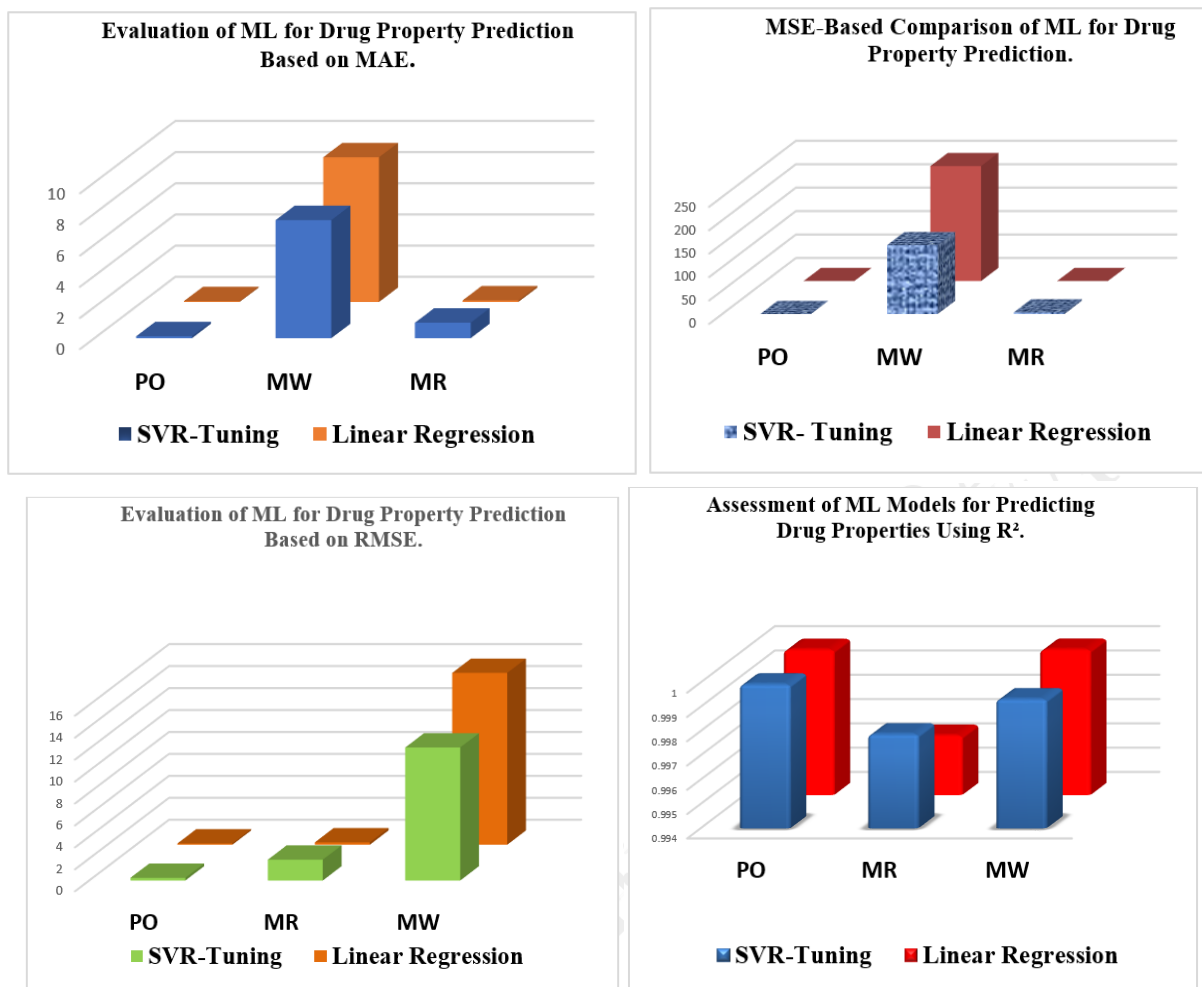 Evaluation of ML for Drug Property Prediction
Based on MAE.
10
8
6
4
2
0
PO MW MR
SVR-Tuning Linear Regression
MSE-Based Comparison of ML for Drug
Property Prediction.
250
200
150
100
50
0
PO MW MR
SVR- Tuning Linear Regression
Evaluation of ML for Drug Property Prediction
Based on RMSE.
16
14
12
10
8
6
4
2
0
PO MR MW
SVR-Tuning Linear Regression
Assessment of ML Models for Predicting
Drug Properties Using R².
1
0.999
0.998
0.997
0.996
0.995
0.994
PO MR MW
SVR-Tuning Linear Regression